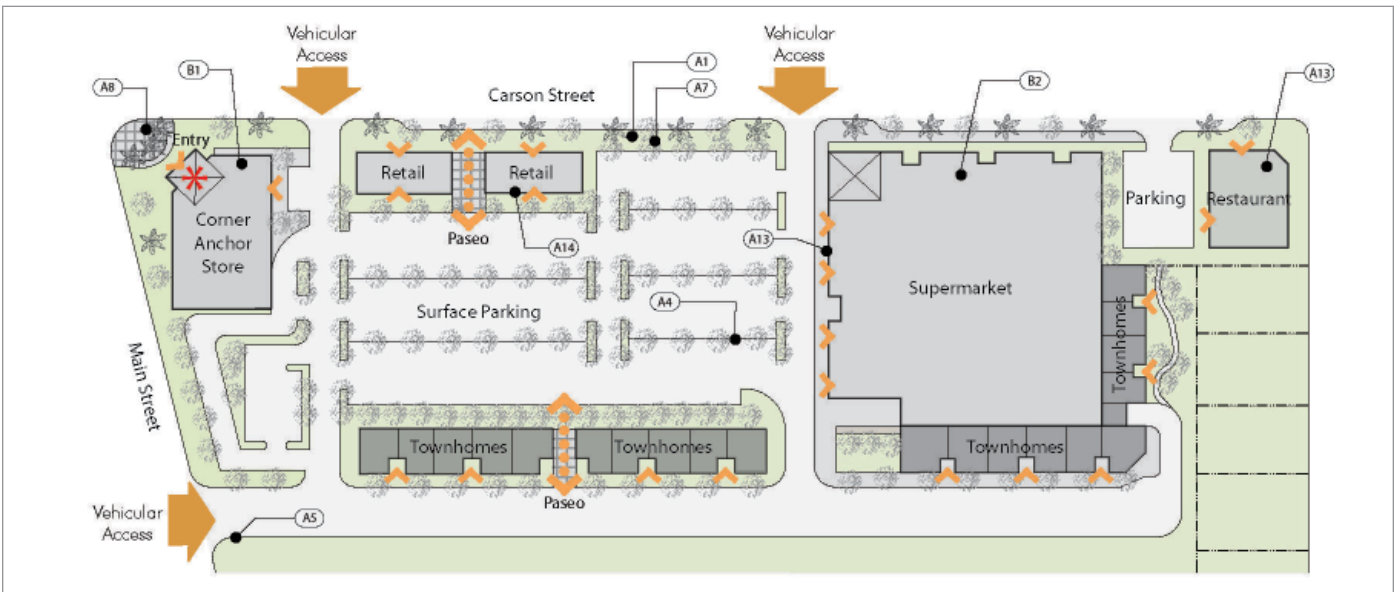 Vehicular
Access
Vehicular
Access
B1
A1
B2
A13
A8
A7
Carson Street
Entry
Retail
Retail
Parking
Restaurant
Corner
Anchor
Store
Paseo
A14
A13
Supermarket
A4
Surface Parking
Townhomes
Main Street
Townhomes
Townhomes
Townhomes
Paseo
Vehicular
Access
A5